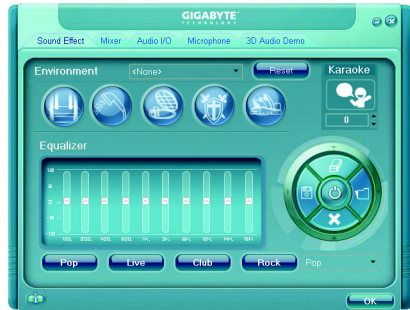 GIGABYTE
TECHNOLOGY
Sound Effect Mixer Audio I/O Microphone 3D Audio Demo
Environment <None> Reset Karaoke
0
Equalizer
Pop Live Club Rock Pop
OK